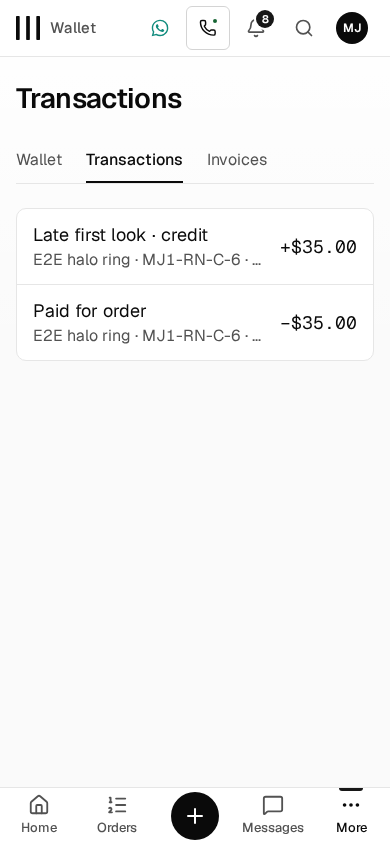 Wallet
8
MJ
Transactions
Wallet Transactions Invoices
Late first look · credit
+$35.00
E2E halo ring · MJ1-RN-C-6 · ...
Paid for order
−$35.00
E2E halo ring · MJ1-RN-C-6 · ...
Home Orders Messages More